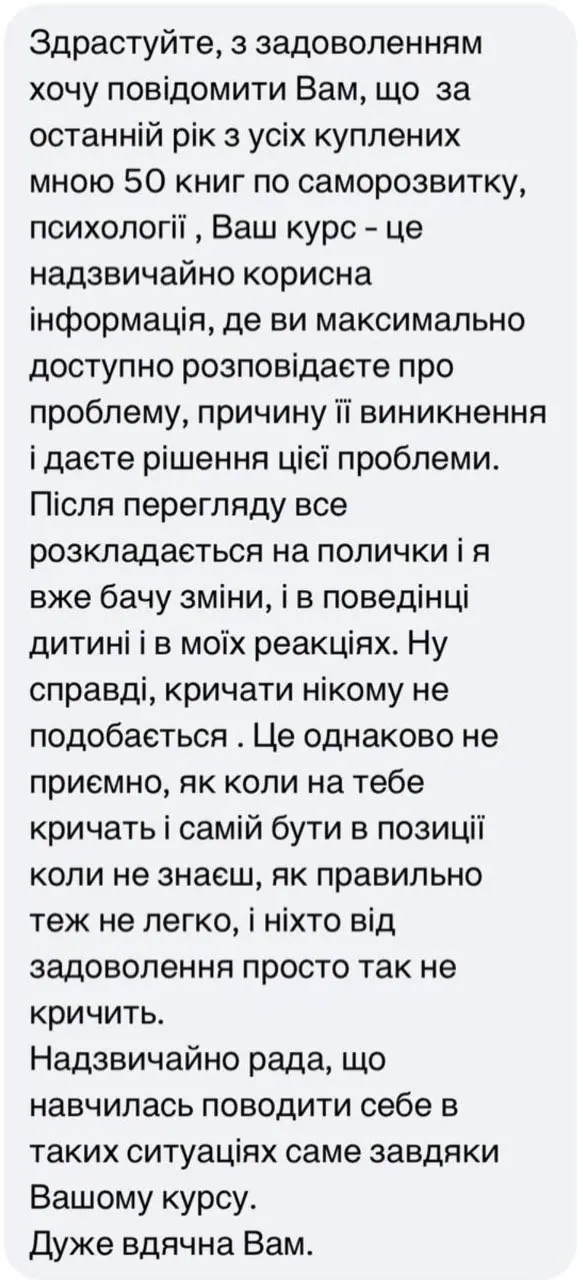 Здрастуйте, з задоволенням
хочу повідомити Вам, що  за
останній рік з усіх куплених
мною 50 книг по саморозвитку,
психології , Ваш курс - це
надзвичайно корисна
інформація, де ви максимально
доступно розповідаєте про
проблему, причину її виникнення
і даєте рішення цієї проблеми.
Після перегляду все
розкладається на полички і я
вже бачу зміни, і в поведінці
дитині і в моїх реакціях. Ну
справді, кричати нікому не
подобається . Це однаково не
приємно, як коли на тебе
кричать і самій бути в позиції
коли не знаєш, як правильно
теж не легко, і ніхто від
задоволення просто так не
кричить.
Надзвичайно рада, що
навчилась поводити себе в
таких ситуаціях саме завдяки
Вашому курсу.
Дуже вдячна Вам.